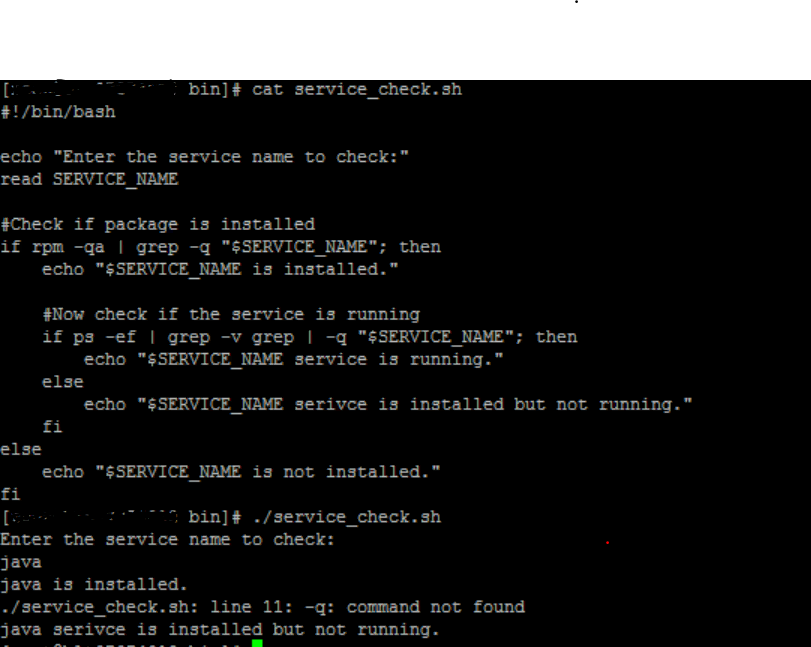 [ bin]# cat service_check.sh
#!/bin/bash

echo "Enter the service name to check:"
read SERVICE_NAME

#Check if package is installed
if rpm -qa | grep -q "$SERVICE_NAME"; then
    echo "$SERVICE_NAME is installed."

    #Now check if the service is running
    if ps -ef | grep -v grep | -q "$SERVICE_NAME"; then
        echo "$SERVICE_NAME service is running."
    else
        echo "$SERVICE_NAME serivce is installed but not running."
    fi
else
    echo "$SERVICE_NAME is not installed."
fi
[ bin]# ./service_check.sh
Enter the service name to check:
java
java is installed.
./service_check.sh: line 11: -q: command not found
java serivce is installed but not running.